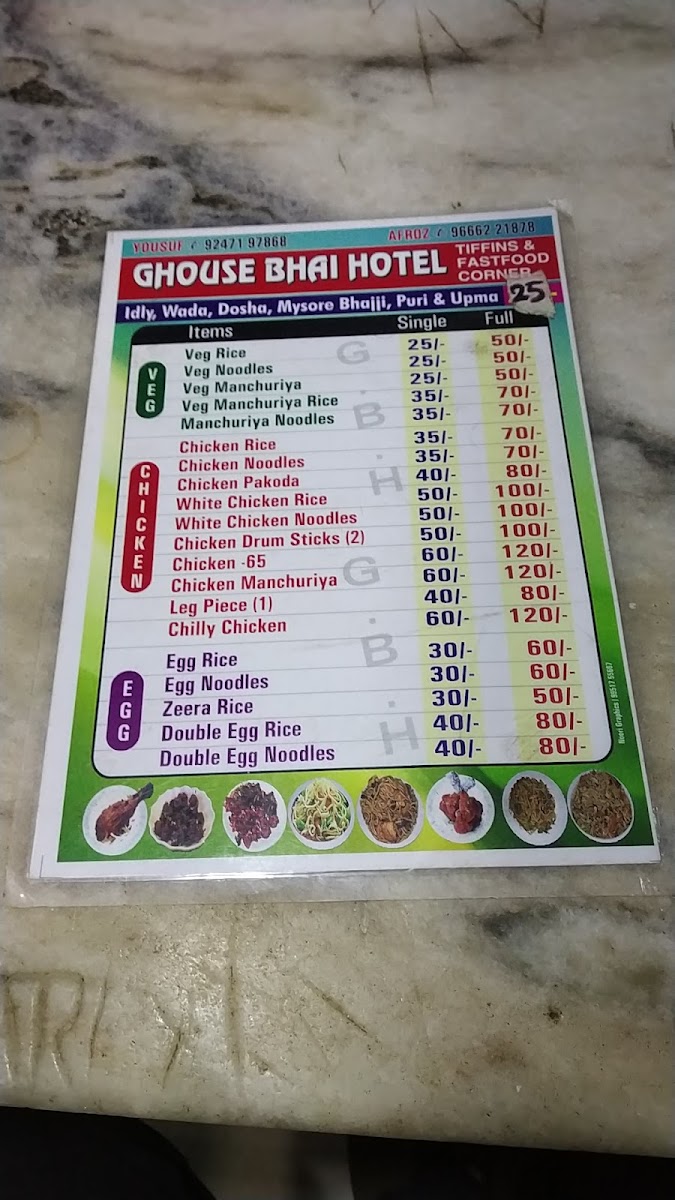 YOUSUF ✆ 92471 97868
AFROZ ✆ 96662 21878
GHOUSE BHAI HOTEL
TIFFINS &
FASTFOOD
CORNER
Idly, Wada, Dosha, Mysore Bhajji, Puri & Upma 25/-
Items Single Full
VEG
Veg Rice 25/- 50/-
Veg Noodles 25/- 50/-
Veg Manchuriya 25/- 50/-
Veg Manchuriya Rice 35/- 70/-
Manchuriya Noodles 35/- 70/-
CHICKEN
Chicken Rice 35/- 70/-
Chicken Noodles 35/- 70/-
Chicken Pakoda 40/- 80/-
White Chicken Rice 50/- 100/-
White Chicken Noodles 50/- 100/-
Chicken Drum Sticks (2) 50/- 100/-
Chicken -65 60/- 120/-
Chicken Manchuriya 60/- 120/-
Leg Piece (1) 40/- 80/-
Chilly Chicken 60/- 120/-
EGG
Egg Rice 30/- 60/-
Egg Noodles 30/- 60/-
Zeera Rice 30/- 50/-
Double Egg Rice 40/- 80/-
Double Egg Noodles 40/- 80/-
G . B . H
G . B . H
Noori Graphics